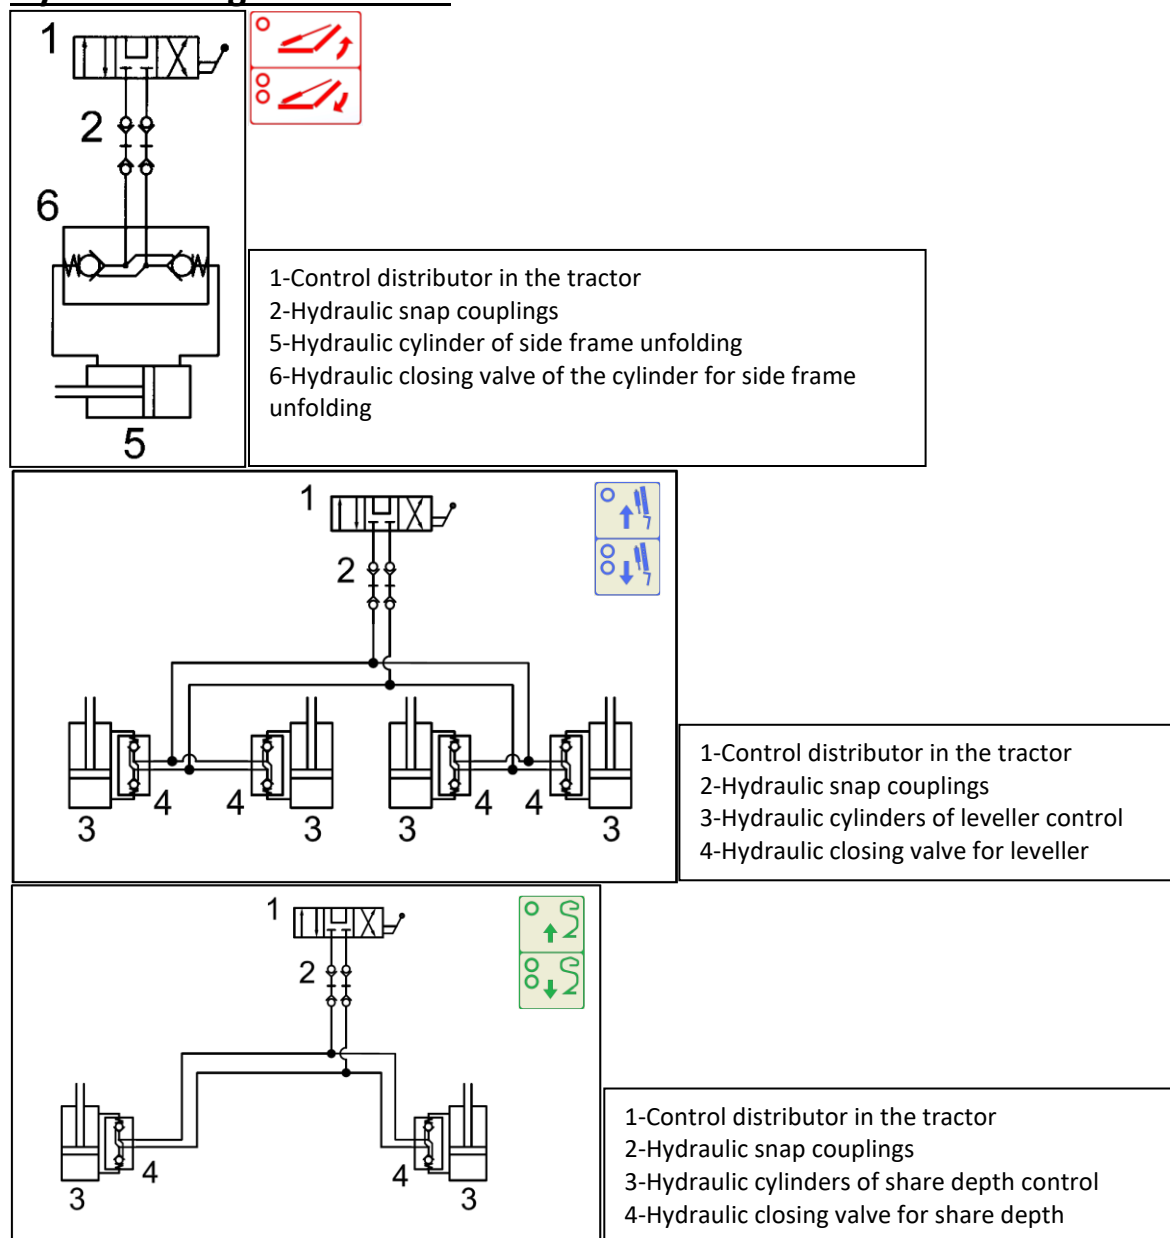 1
2
6
5
1-Control distributor in the tractor
2-Hydraulic snap couplings
5-Hydraulic cylinder of side frame unfolding
6-Hydraulic closing valve of the cylinder for side frame
unfolding
1
2
4 4 4 4
3 3 3 3
1-Control distributor in the tractor
2-Hydraulic snap couplings
3-Hydraulic cylinders of leveller control
4-Hydraulic closing valve for leveller
1
2
4 4
3 3
1-Control distributor in the tractor
2-Hydraulic snap couplings
3-Hydraulic cylinders of share depth control
4-Hydraulic closing valve for share depth